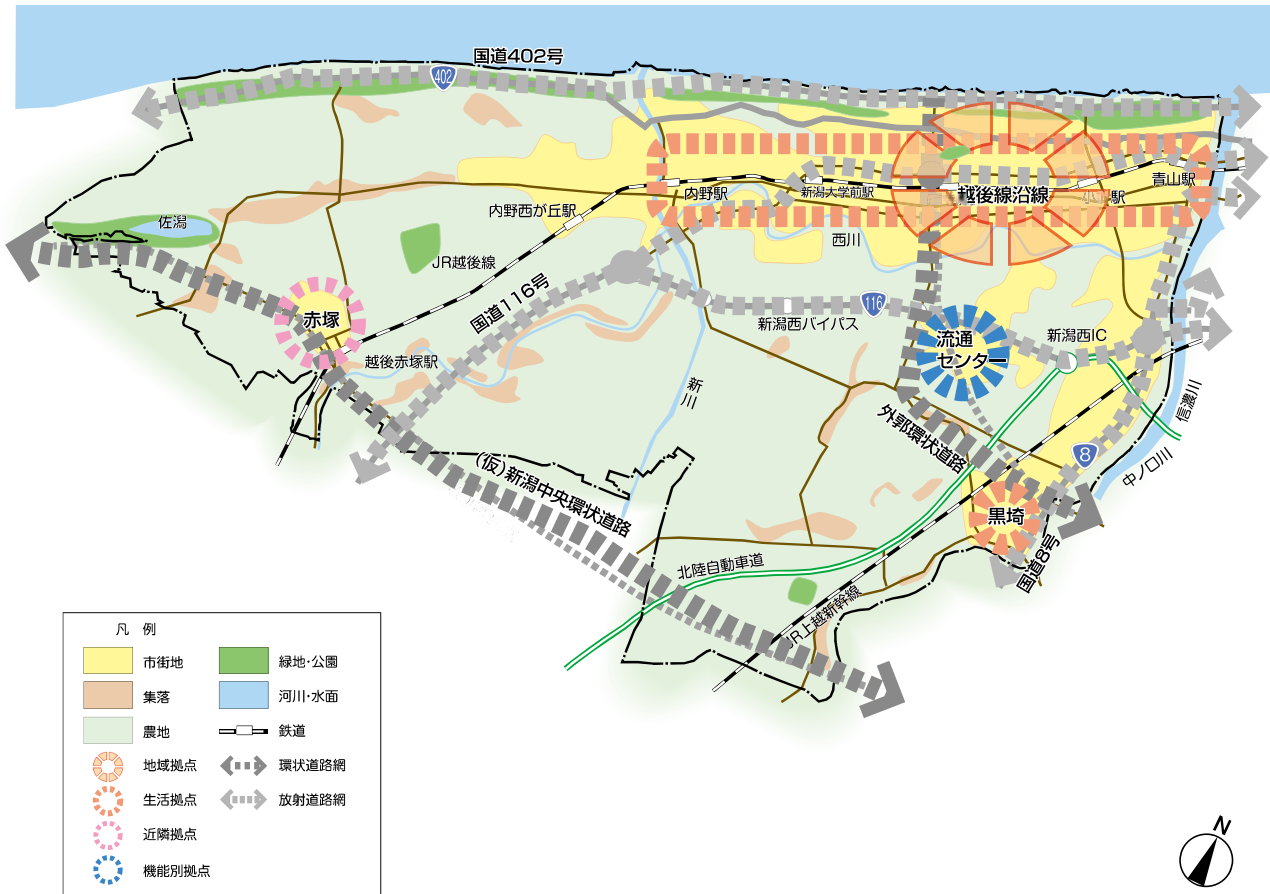 国道402号
402
佐潟
赤塚
越後赤塚駅
JR越後線
国道116号
内野西が丘駅
内野駅
新潟大学前駅
越後線沿線
駅
青山駅
西川
新潟西バイパス
116
流通
センター
新潟西IC
新川
外郭環状道路
信濃川
中ノ口川
8
黒埼
国道8号
(仮)新潟中央環状道路
北陸自動車道
JR上越新幹線
凡 例
市街地
集落
農地
地域拠点
生活拠点
近隣拠点
機能別拠点
緑地・公園
河川・水面
鉄道
環状道路網
放射道路網
N